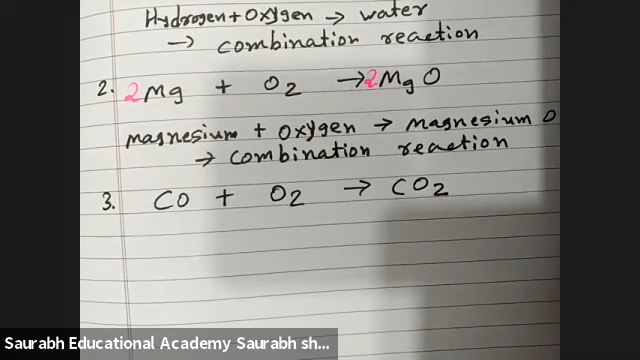 Hydrogen + Oxygen → water
→ combination reaction
2. 2Mg + O2 → 2MgO
magnesium + oxygen → magnesium O
→ combination reaction
3. CO + O2 → CO2
Saurabh Educational Academy Saurabh sh...